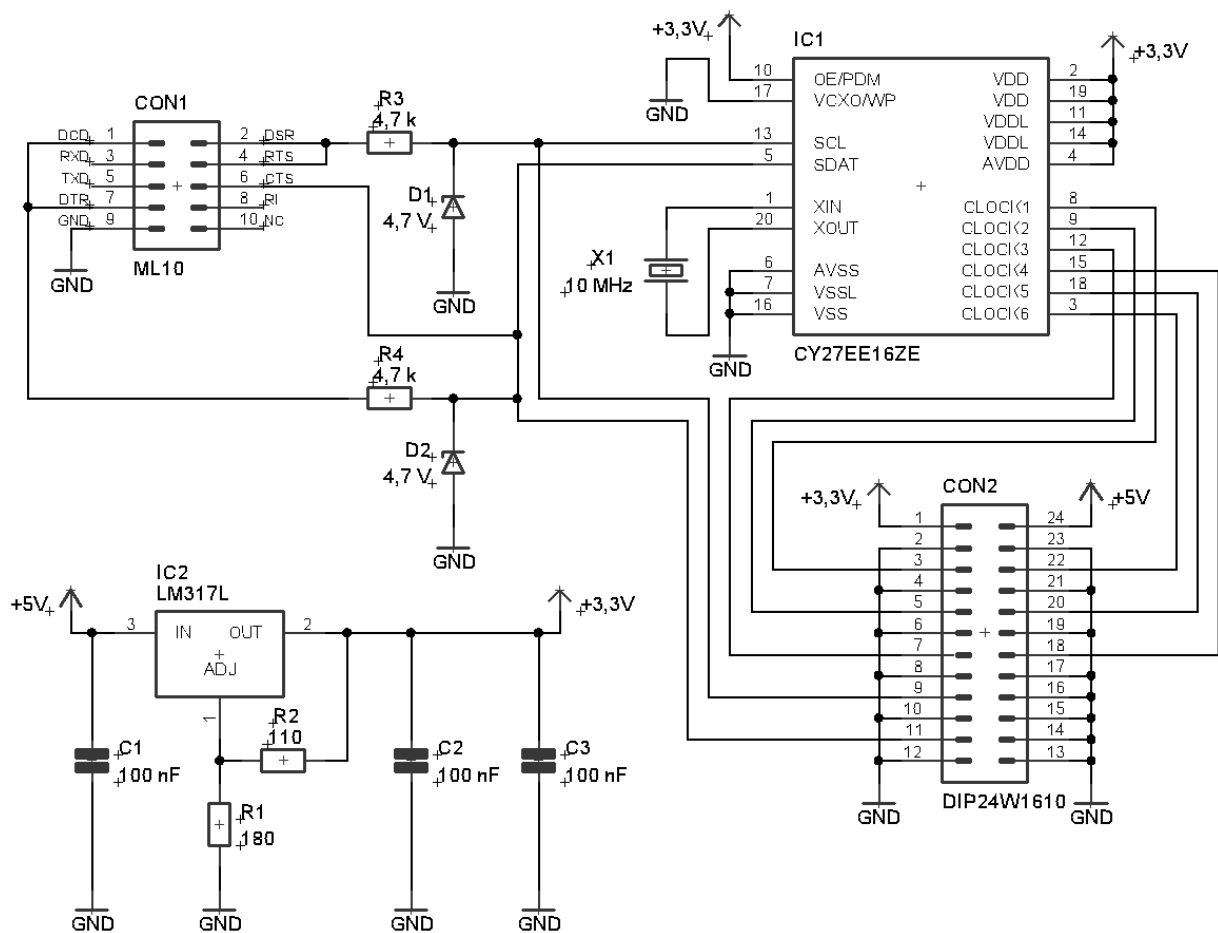 +3,3V
IC1
+3,3V
10 OE/PDM VDD 2
17 VCXO/WP VDD 19
VDDL 11
13 SCL VDDL 14
5 SDAT AVDD 4
1 XIN CLOCK1 8
20 XOUT CLOCK2 9
CLOCK3 12
6 AVSS CLOCK4 15
7 VSSL CLOCK5 18
16 VSS CLOCK6 3
CY27EE16ZE
GND
GND
X1
10 MHz
CON1
DCD 1 2 DSR
RXD 3 4 RTS
TXD 5 6 CTS
DTR 7 8 RI
GND 9 10 NC
ML10
GND
R3
4,7 k
D1
4,7 V
GND
R4
4,7k
D2
4,7 V
GND
+3,3V
CON2
+5V
1 24
2 23
3 22
4 21
5 20
6 19
7 18
8 17
9 16
10 15
11 14
12 13
GND
DIP24W1610
GND
IC2
LM317L
+5V
3 IN OUT 2
ADJ
1
+3,3V
R2
110
C1
100 nF
C2
100 nF
C3
100 nF
R1
180
GND
GND
GND
GND